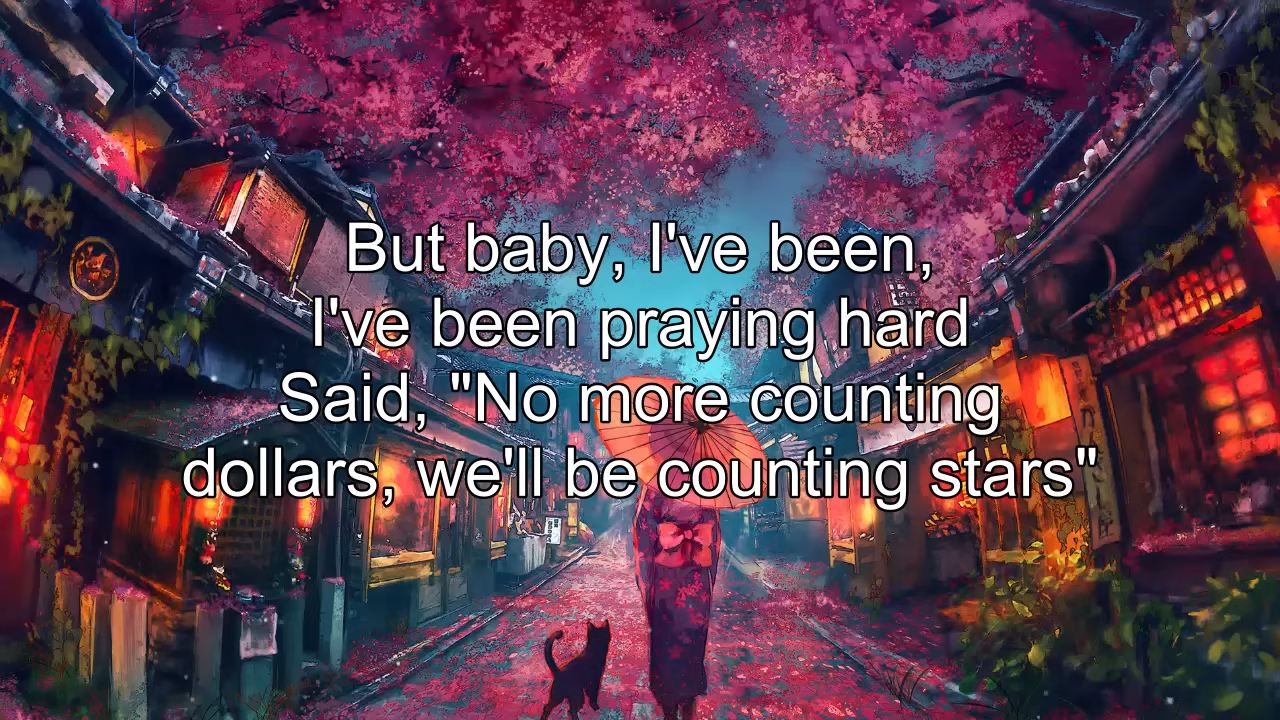 But baby, I've been,
I've been praying hard
Said, "No more counting
dollars, we'll be counting stars"